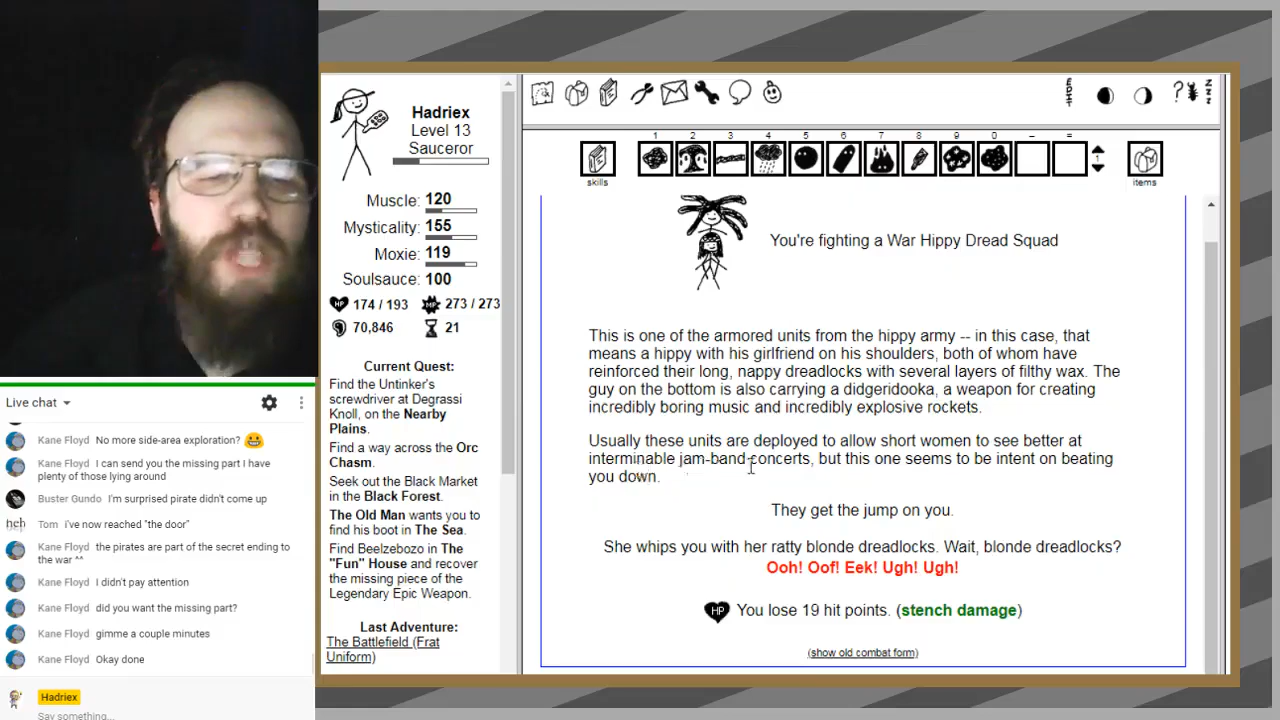 Hadriex
Level 13
Sauceror
Muscle: 120
Mysticality: 155
Moxie: 119
Soulsauce: 100
HP 174 / 193 MP 273 / 273
70,846 21
Current Quest:
Find the Untinker's
screwdriver at Degrassi
Knoll, on the Nearby
Plains.
Find a way across the Orc
Chasm.
Seek out the Black Market
in the Black Forest.
The Old Man wants you to
find his boot in The Sea.
Find Beelzebozo in The
"Fun" House and recover
the missing piece of the
Legendary Epic Weapon.
Last Adventure:
The Battlefield (Frat
Uniform)
EDIT ? ZZZ
1 2 3 4 5 6 7 8 9 0 – =
1
skills items
You're fighting a War Hippy Dread Squad
This is one of the armored units from the hippy army -- in this case, that
means a hippy with his girlfriend on his shoulders, both of whom have
reinforced their long, nappy dreadlocks with several layers of filthy wax. The
guy on the bottom is also carrying a didgeridooka, a weapon for creating
incredibly boring music and incredibly explosive rockets.
Usually these units are deployed to allow short women to see better at
interminable jam-band-concerts, but this one seems to be intent on beating
you down.
They get the jump on you.
She whips you with her ratty blonde dreadlocks. Wait, blonde dreadlocks?
Ooh! Oof! Eek! Ugh! Ugh!
HP You lose 19 hit points. (stench damage)
(show old combat form)
Live chat
Kane Floyd No more side-area exploration?
Kane Floyd I can send you the missing part I have
plenty of those lying around
Buster Gundo I'm surprised pirate didn't come up
Tom i've now reached "the door"
Kane Floyd the pirates are part of the secret ending to
the war ^^
Kane Floyd I didn't pay attention
Kane Floyd did you want the missing part?
Kane Floyd gimme a couple minutes
Kane Floyd Okay done
Hadriex
Say something...